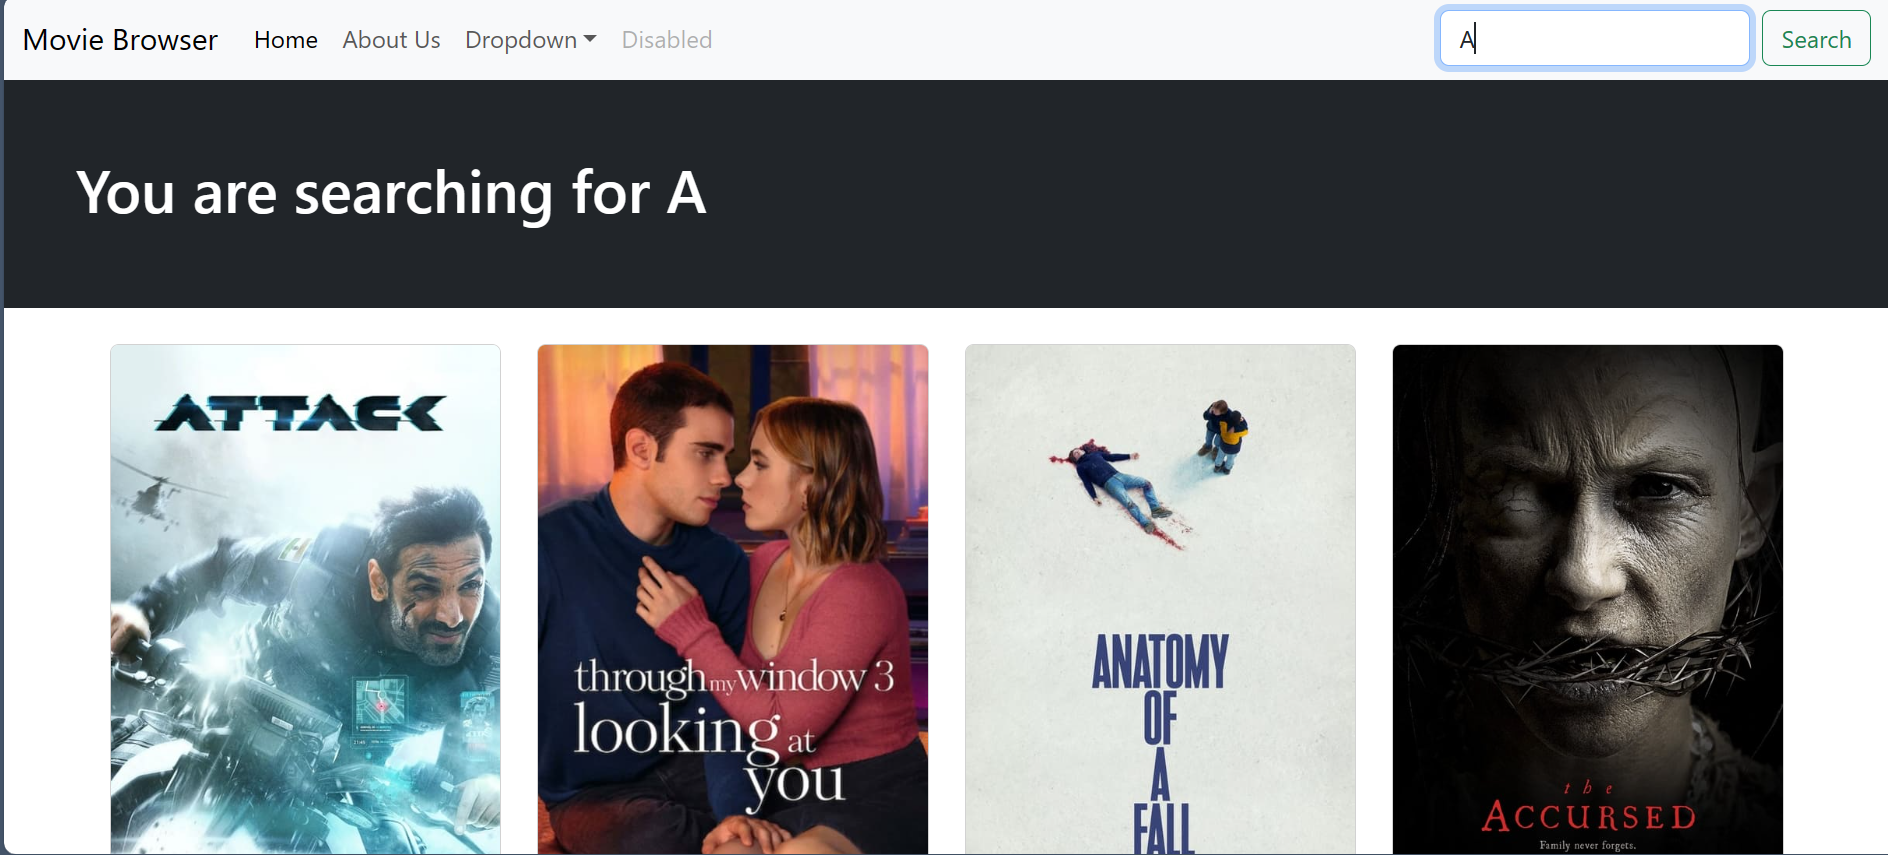 Movie Browser Home About Us Dropdown Disabled A Search
You are searching for A
ATTACK
through my window 3
looking at
you
ANATOMY
OF
A
FALL
the
ACCURSED
Family never forgets.